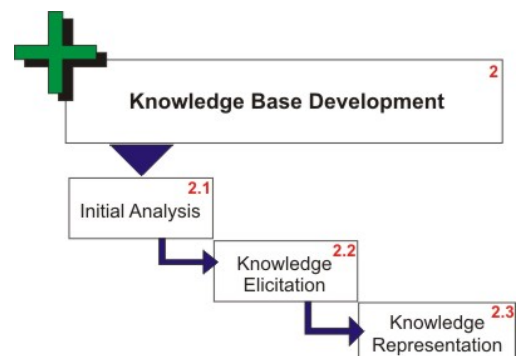 2
Knowledge Base Development
2.1
Initial Analysis
2.2
Knowledge
Elicitation
2.3
Knowledge
Representation